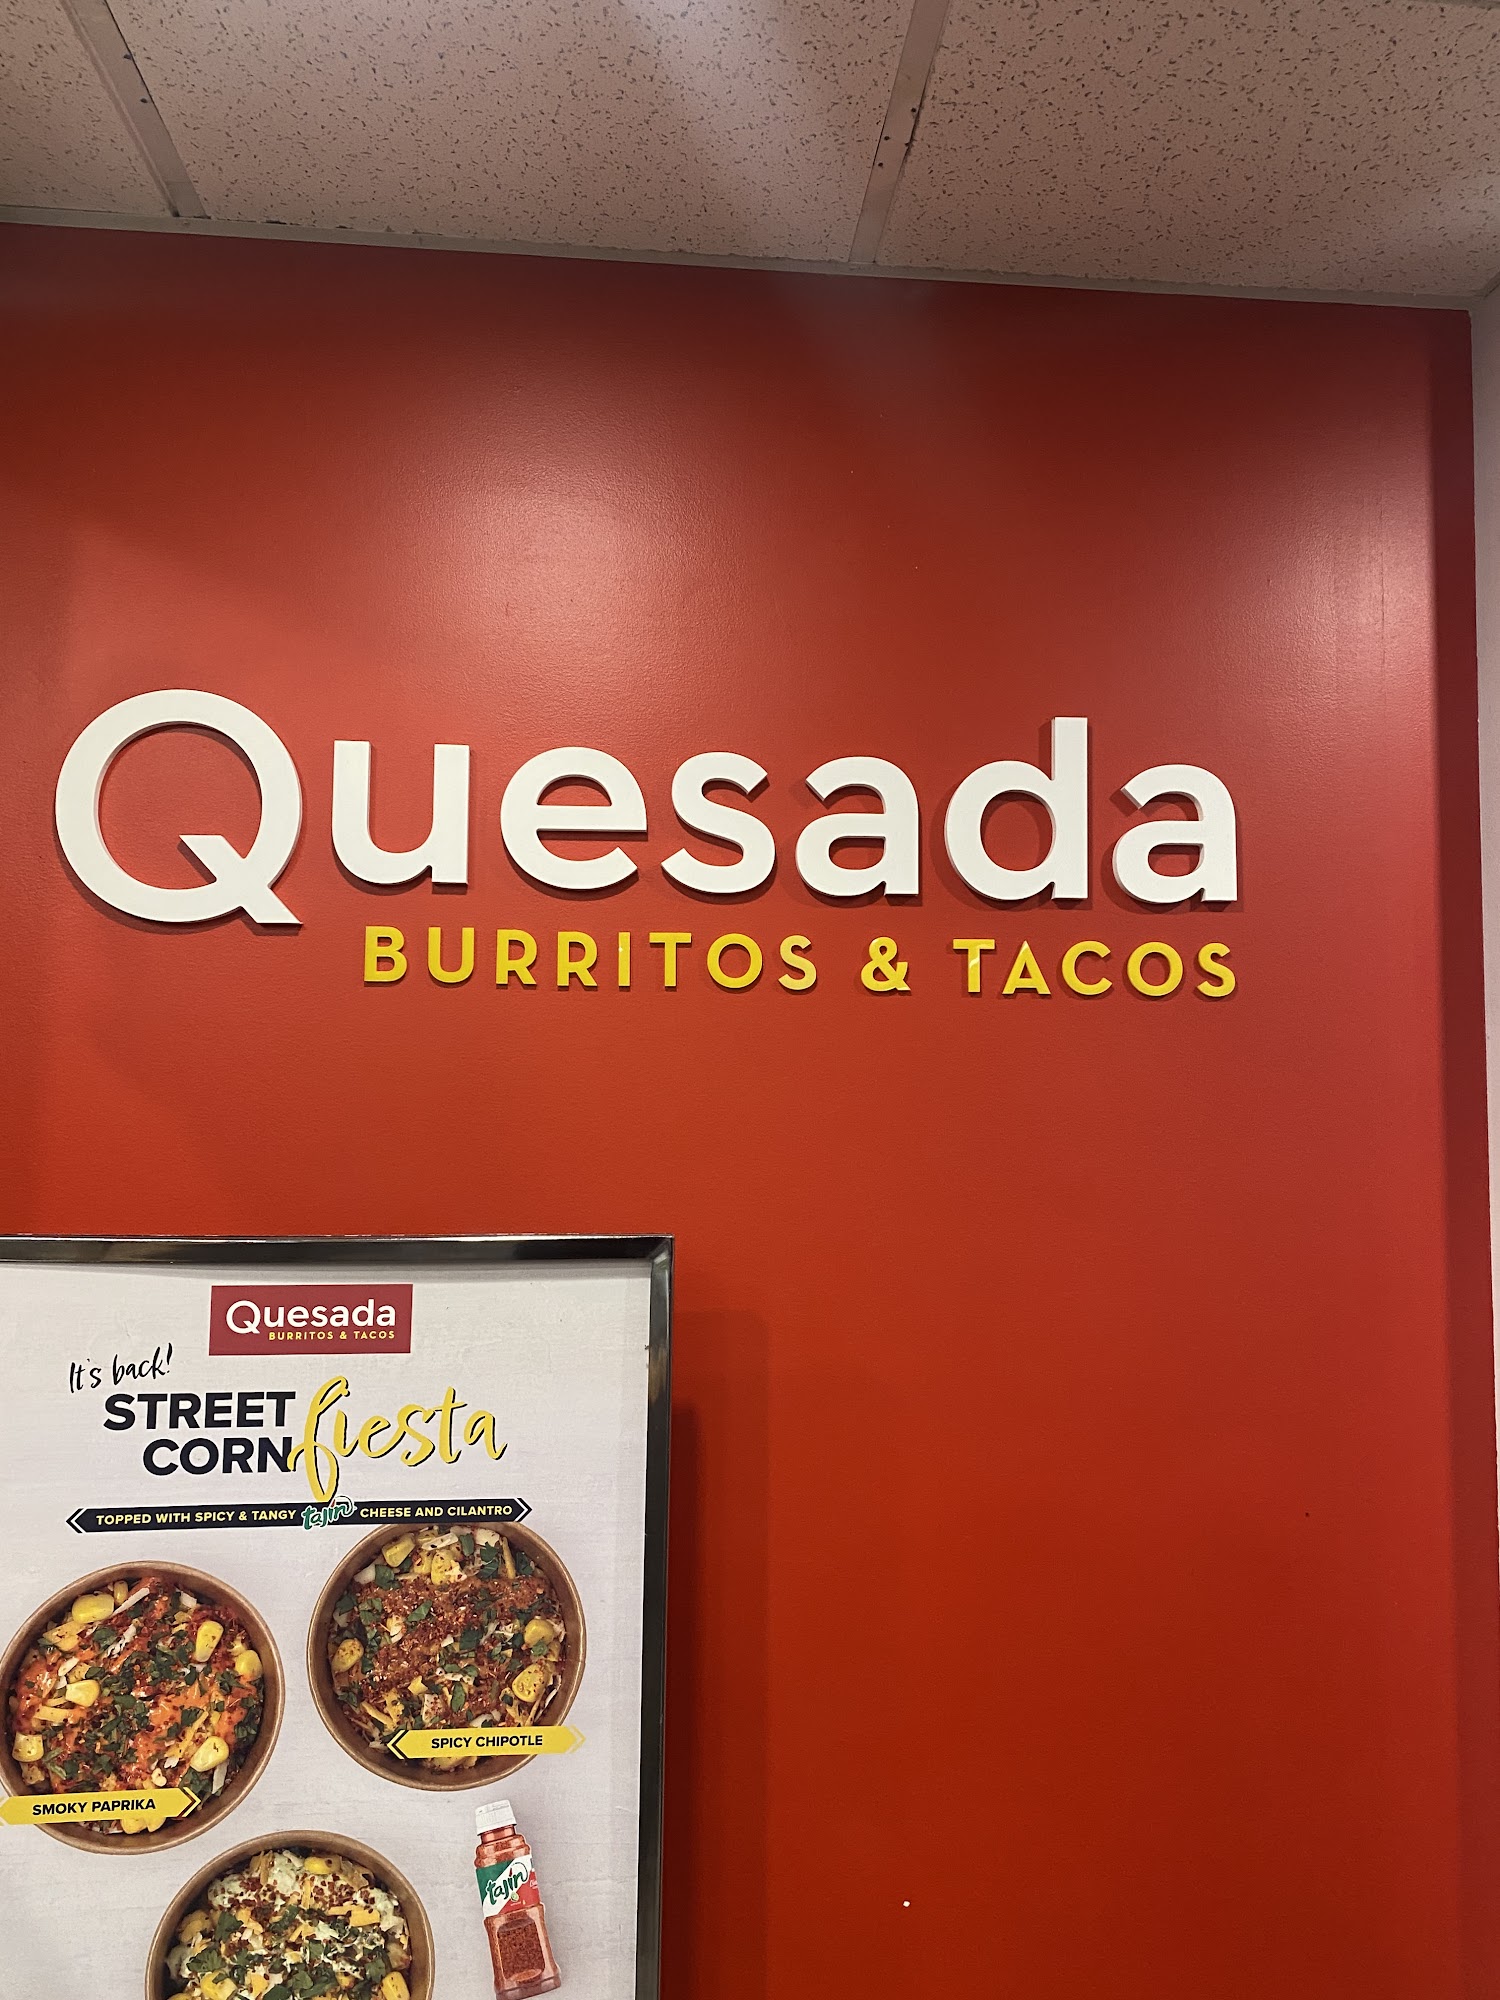 Quesada
BURRITOS & TACOS
Quesada
BURRITOS & TACOS
It's back!
STREET
CORN fiesta
TOPPED WITH SPICY & TANGY tajín CHEESE AND CILANTRO
SPICY CHIPOTLE
SMOKY PAPRIKA
tajín